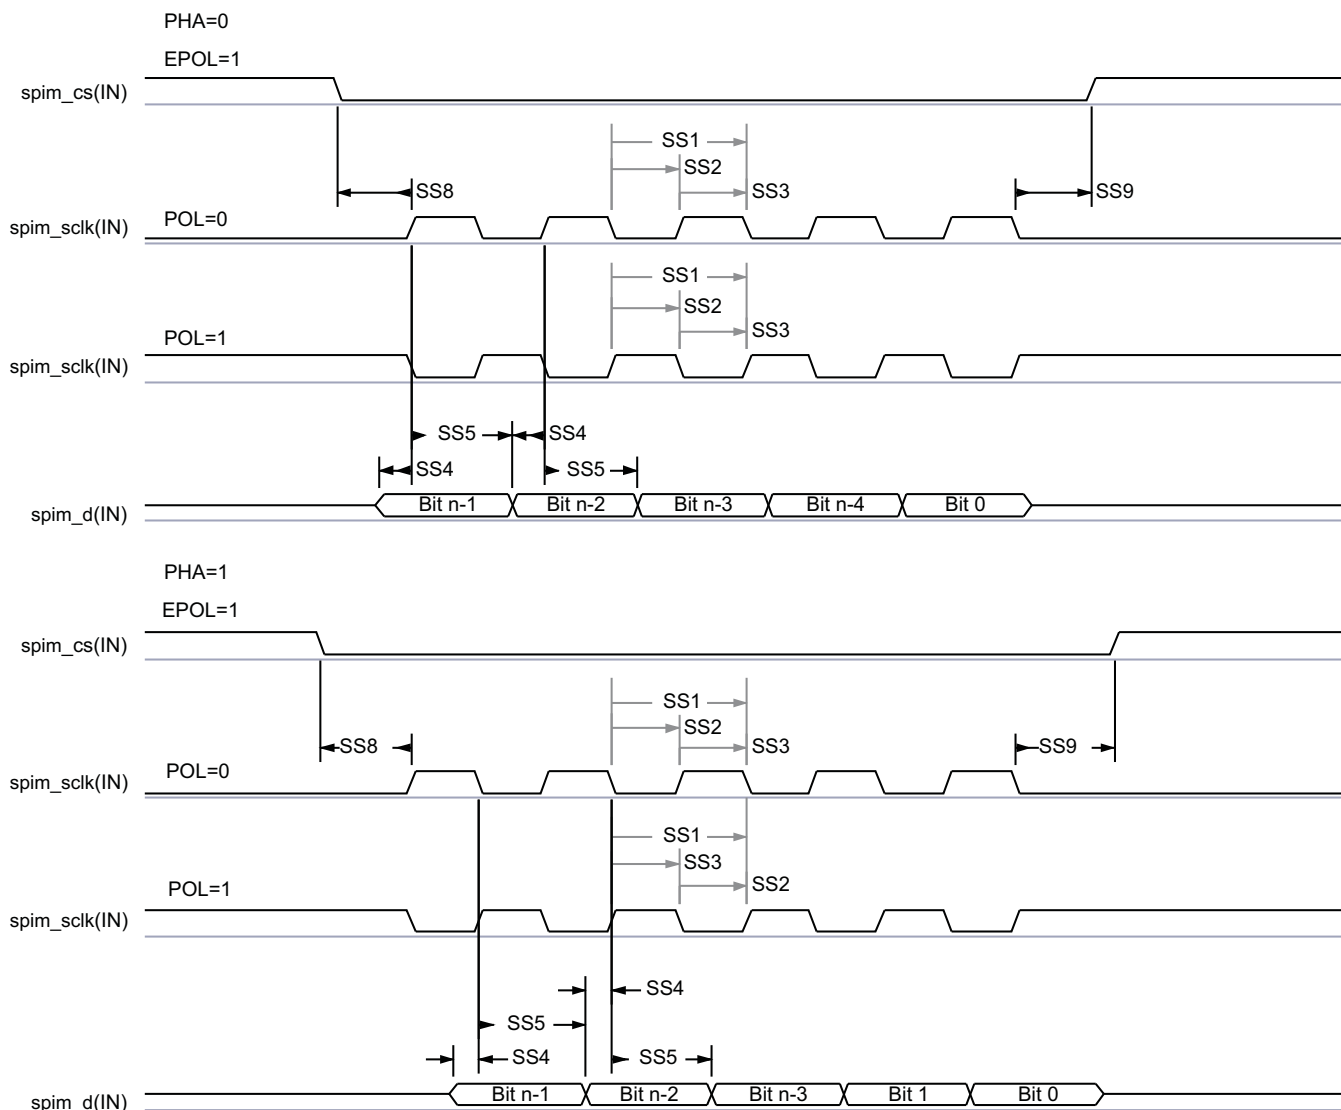 PHA=0
EPOL=1
spim_cs(IN)
SS1
SS2
SS8
SS3
SS9
POL=0
spim_sclk(IN)
SS1
SS2
SS3
POL=1
spim_sclk(IN)
SS5
SS4
SS4
SS5
Bit n-1
Bit n-2
Bit n-3
Bit n-4
Bit 0
spim_d(IN)
PHA=1
EPOL=1
spim_cs(IN)
SS1
SS2
SS8
SS3
SS9
POL=0
spim_sclk(IN)
SS1
SS3
SS2
POL=1
spim_sclk(IN)
SS4
SS5
SS4
SS5
Bit n-1
Bit n-2
Bit n-3
Bit 1
Bit 0
spim_d(IN)